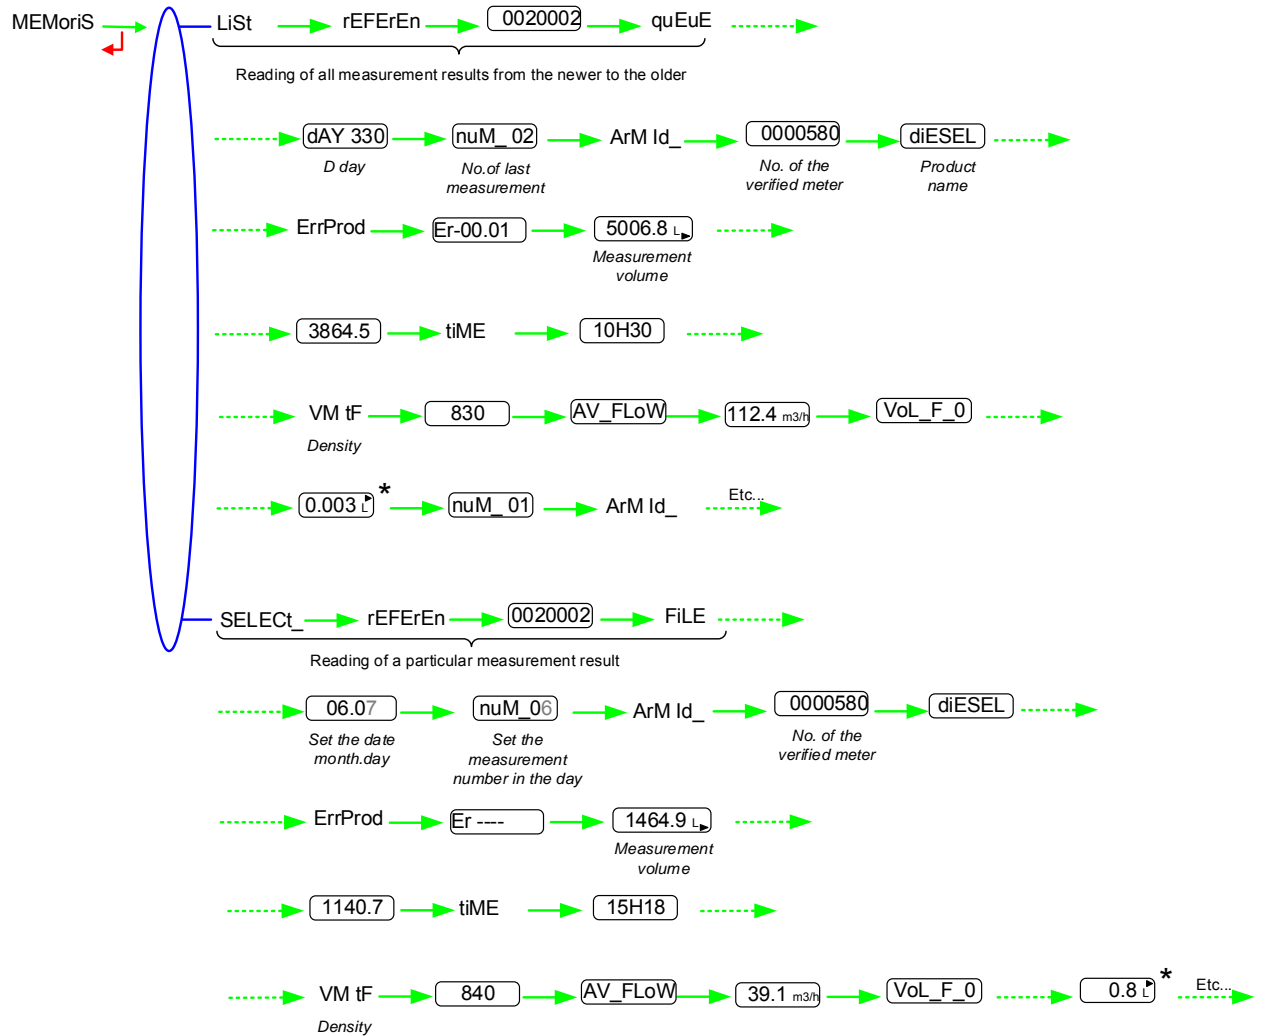 MEMoriS LiSt rEFErEn 0020002 quEuE
Reading of all measurement results from the newer to the older
dAY 330 nuM_ 02 ArM Id_ 0000580 diESEL
D day No.of last No. of the Product
measurement verified meter name
ErrProd Er-00.01 5006.8 L
Measurement
volume
3864.5 tiME 10H30
VM tF 830 AV_FLoW 112.4 m3/h VoL_F_0
Density
0.003 L * nuM_ 01 ArM Id_ Etc...
SELECt_ rEFErEn 0020002 FiLE
Reading of a particular measurement result
06.07 nuM_06 ArM Id_ 0000580 diESEL
Set the date Set the No. of the
month.day measurement verified meter
number in the day
ErrProd Er ---- 1464.9 L
Measurement
volume
1140.7 tiME 15H18
VM tF 840 AV_FLoW 39.1 m3/h VoL_F_0 0.8 L * Etc...
Density